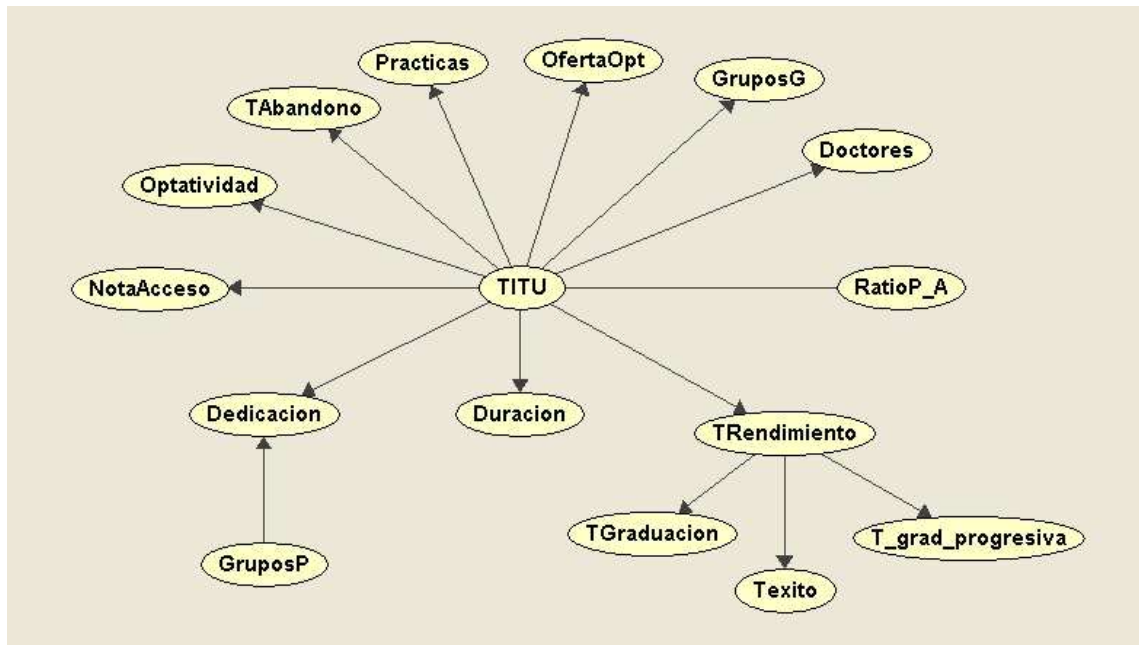 OfertaOpt
Practicas
GruposG
TAbandono
Doctores
Optatividad
NotaAcceso
TITU
RatioP_A
Dedicacion
Duracion
TRendimiento
TGraduacion
T_grad_progresiva
GruposP
Texito